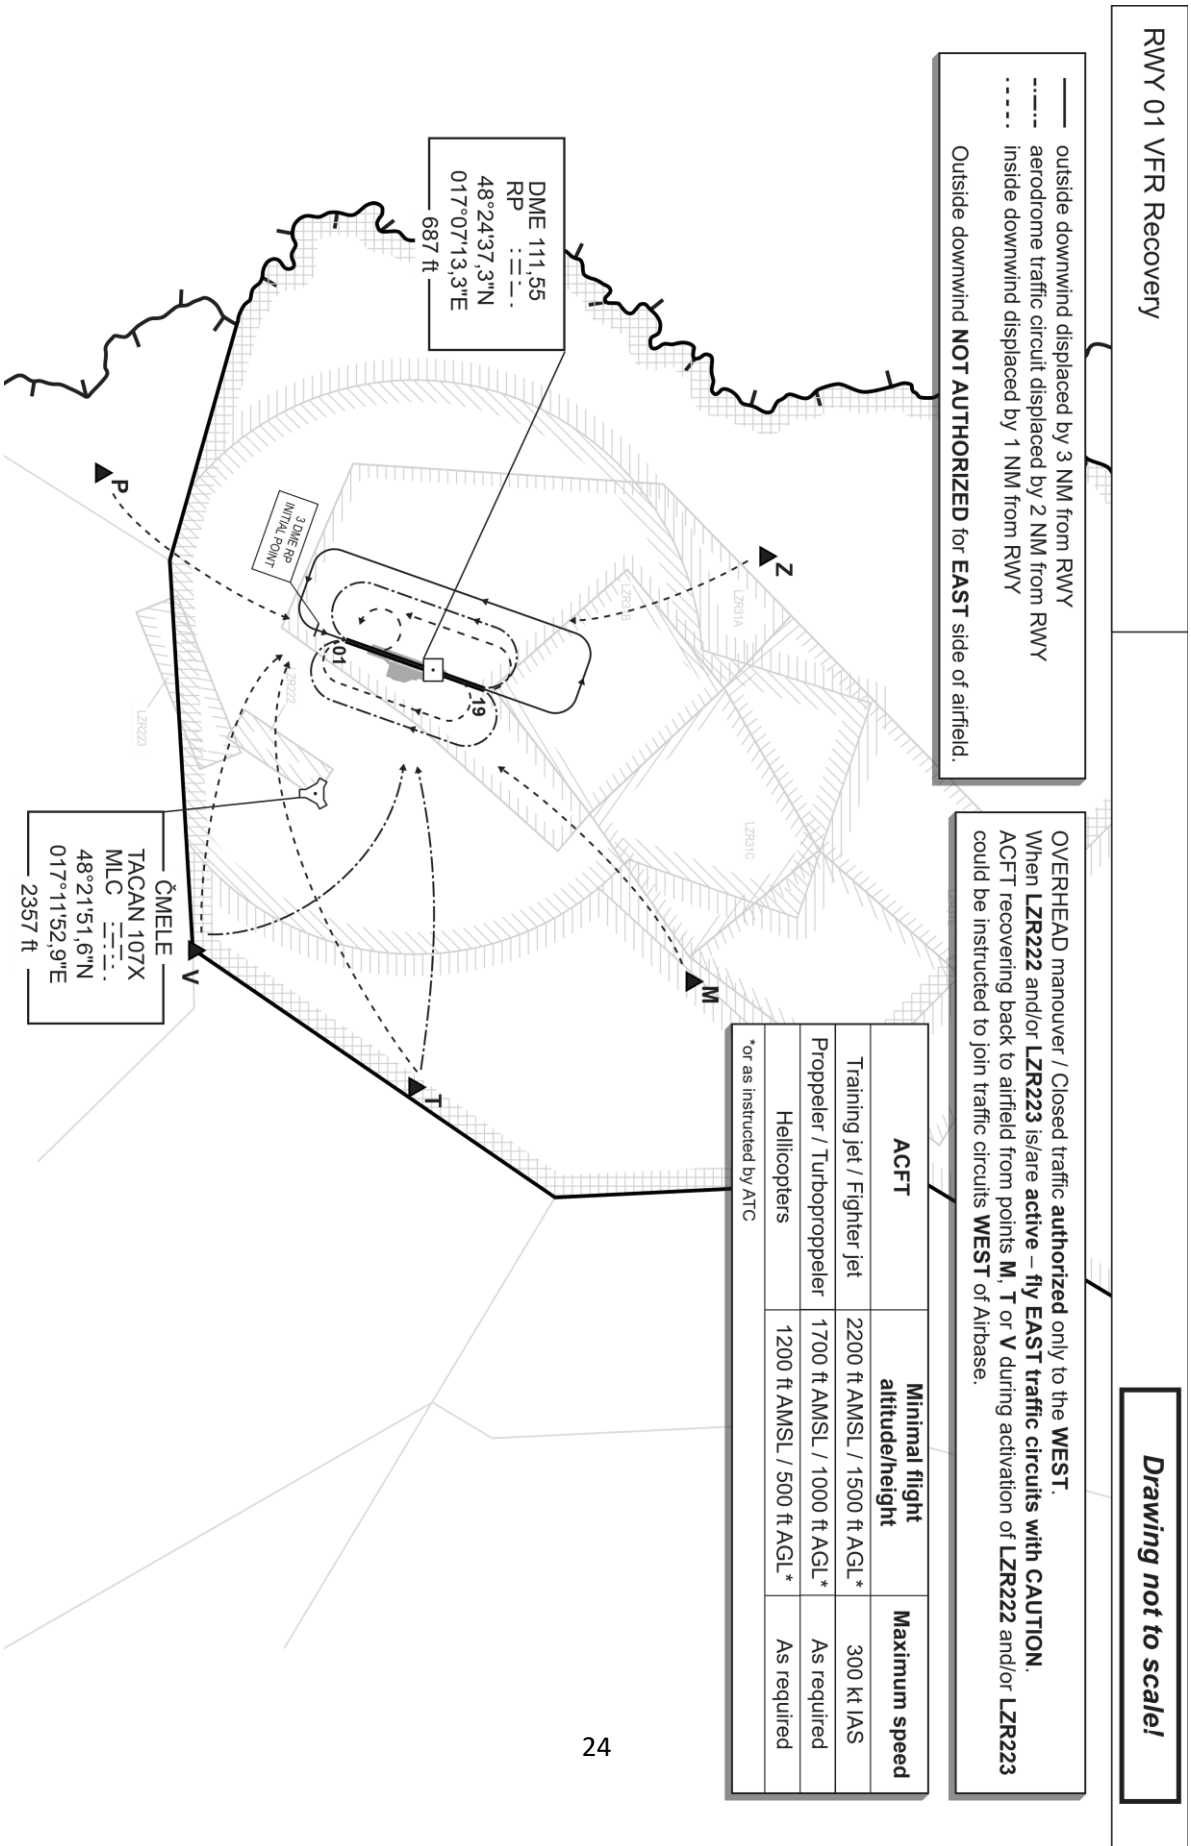 RWY 01 VFR Recovery
Drawing not to scale!
outside downwind displaced by 3 NM from RWY
aerodrome traffic circuit displaced by 2 NM from RWY
inside downwind displaced by 1 NM from RWY
Outside downwind NOT AUTHORIZED for EAST side of airfield.
OVERHEAD manouver / Closed traffic authorized only to the WEST.
When LZR222 and/or LZR223 is/are active – fly EAST traffic circuits with CAUTION.
ACFT recovering back to airfield from points M, T or V during activation of LZR222 and/or LZR223
could be instructed to join traffic circuits WEST of Airbase.
ACFT
Minimal flight
altitude/height
Maximum speed
Training jet / Fighter jet
2200 ft AMSL / 1500 ft AGL*
300 kt IAS
Proppeler / Turboproppeler
1700 ft AMSL / 1000 ft AGL*
As required
Hellicopters
1200 ft AMSL / 500 ft AGL*
As required
*or as instructed by ATC
DME 111,55
RP
48°24'37,3"N
017°07'13,3"E
687 ft
Z
LZR31A
LZR31B
LZR31C
M
19
01
3 DME RP
INITIAL POINT
LZR222
T
P
LZR223
V
ČMELE
TACAN 107X
MLC
48°21'51,6"N
017°11'52,9"E
2357 ft
24